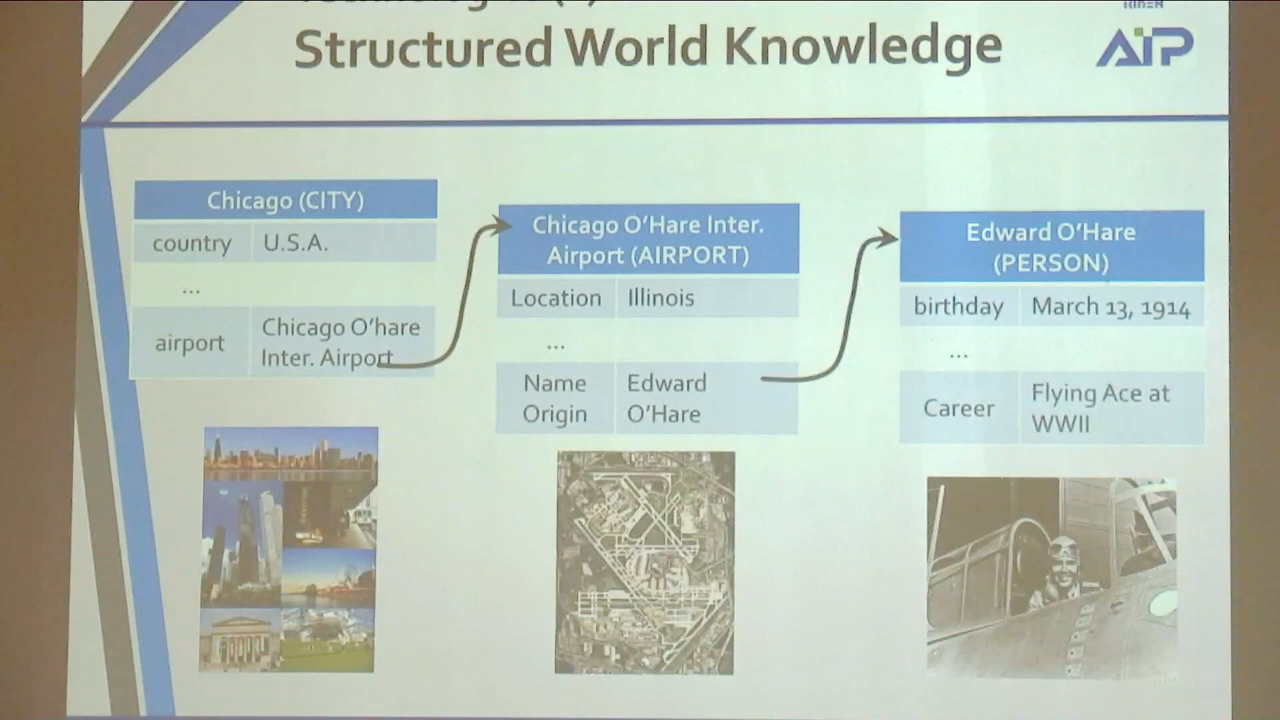 Structured World Knowledge
RIKEN
AIP
Chicago (CITY)
country U.S.A.
...
airport Chicago O'hare
Inter. Airport
Chicago O'Hare Inter.
Airport (AIRPORT)
Location Illinois
...
Name Edward
Origin O'Hare
Edward O'Hare
(PERSON)
birthday March 13, 1914
...
Career Flying Ace at
WWII